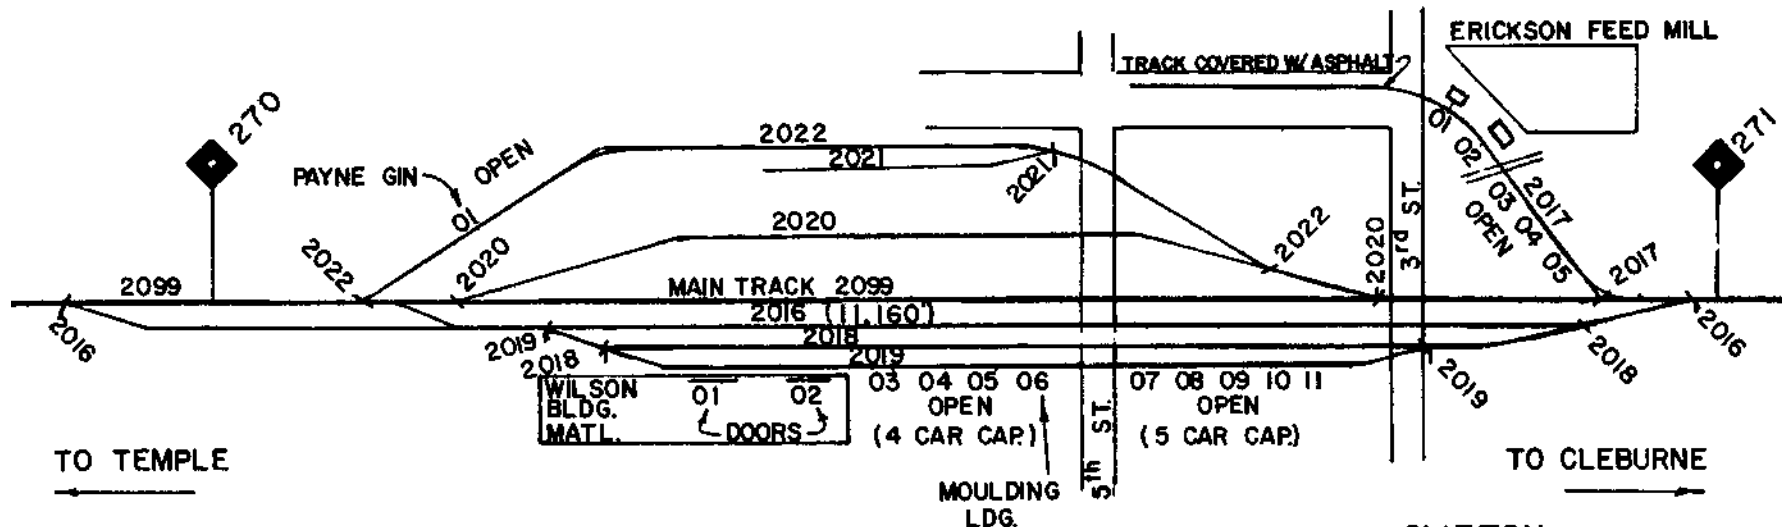 ERICKSON FEED MILL
TRACK COVERED W/ ASPHALT
270
271
2022
OPEN
2021
PAYNE GIN
01
2021
01
02
2017
03
04
05
OPEN
2020
2022
2020
3rd ST.
2017
2022
2020
2099
MAIN TRACK 2099
2016 (11,160')
2016
2019
2018
2018
2019
2016
2018
2019
WILSON
BLDG.
MATL.
01
02
DOORS
03 04 05 06
OPEN
(4 CAR CAP.)
07 08 09 10 11
OPEN
(5 CAR CAP.)
5th ST.
TO TEMPLE
TO CLEBURNE
MOULDING
LDG.